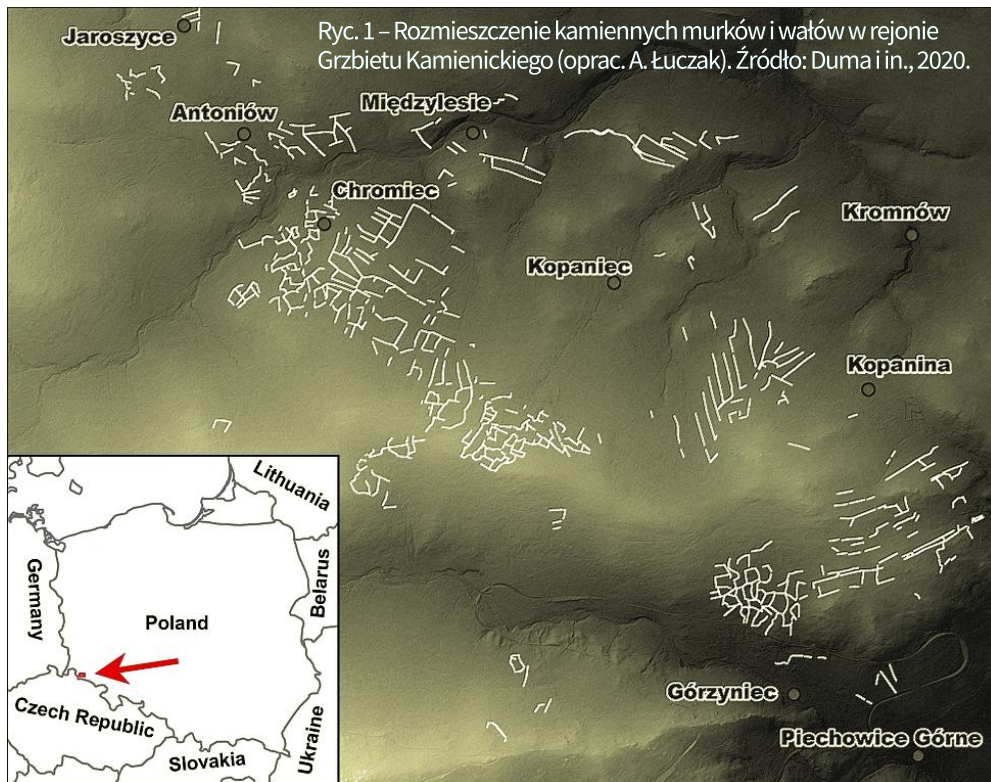 Ryc. 1 – Rozmieszczenie kamiennych murków i wałów w rejonie
Grzbietu Kamienickiego (oprac. A. Łuczak). Źródło: Duma i in., 2020.
Jaroszyce
Antoniów
Międzylesie
Chromiec
Kromnów
Kopaniec
Kopanina
Górzyniec
Piechowice Górne
Lithuania
Germany
Belarus
Poland
Czech Republic
Ukraine
Slovakia